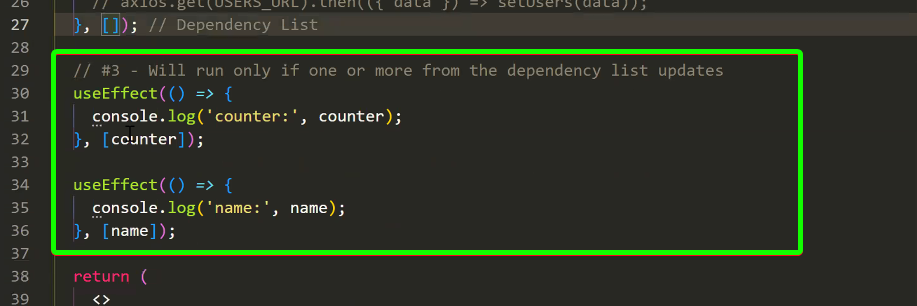 26 // axios.get(USERS_URL).then(({ data }) => setUsers(data));
27 }, []); // Dependency List
28
29 // #3 - Will run only if one or more from the dependency list updates
30 useEffect(() => {
31 console.log('counter:', counter);
32 }, [counter]);
33
34 useEffect(() => {
35 console.log('name:', name);
36 }, [name]);
37
38 return (
39 <>